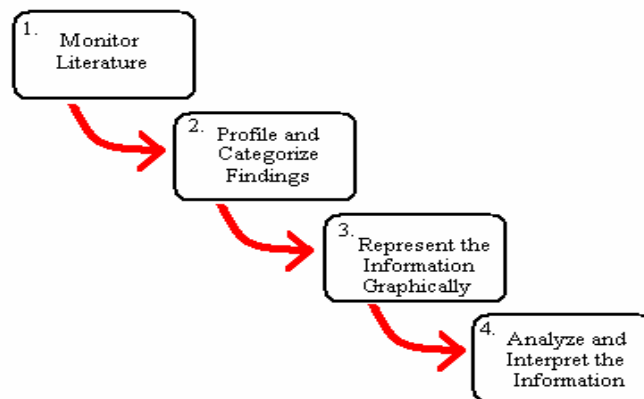 1.
Monitor
Literature
2.
Profile and
Categorize
Findings
3.
Represent the
Information
Graphically
4.
Analyze and
Interpret the
Information